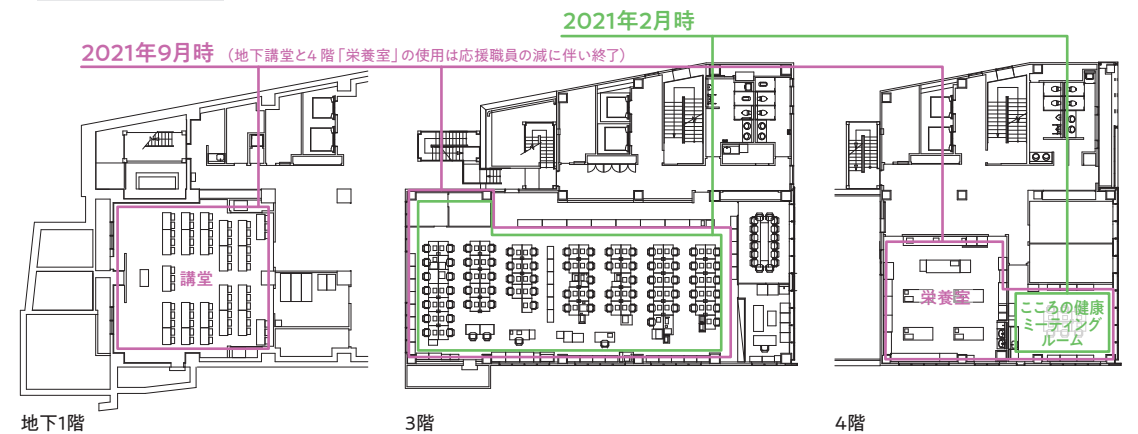 2021年2月時
2021年9月時 （地下講堂と4階「栄養室」の使用は応援職員の減に伴い終了）
講堂
栄養室
こころの健康
ミーティング
ルーム
地下1階
3階
4階